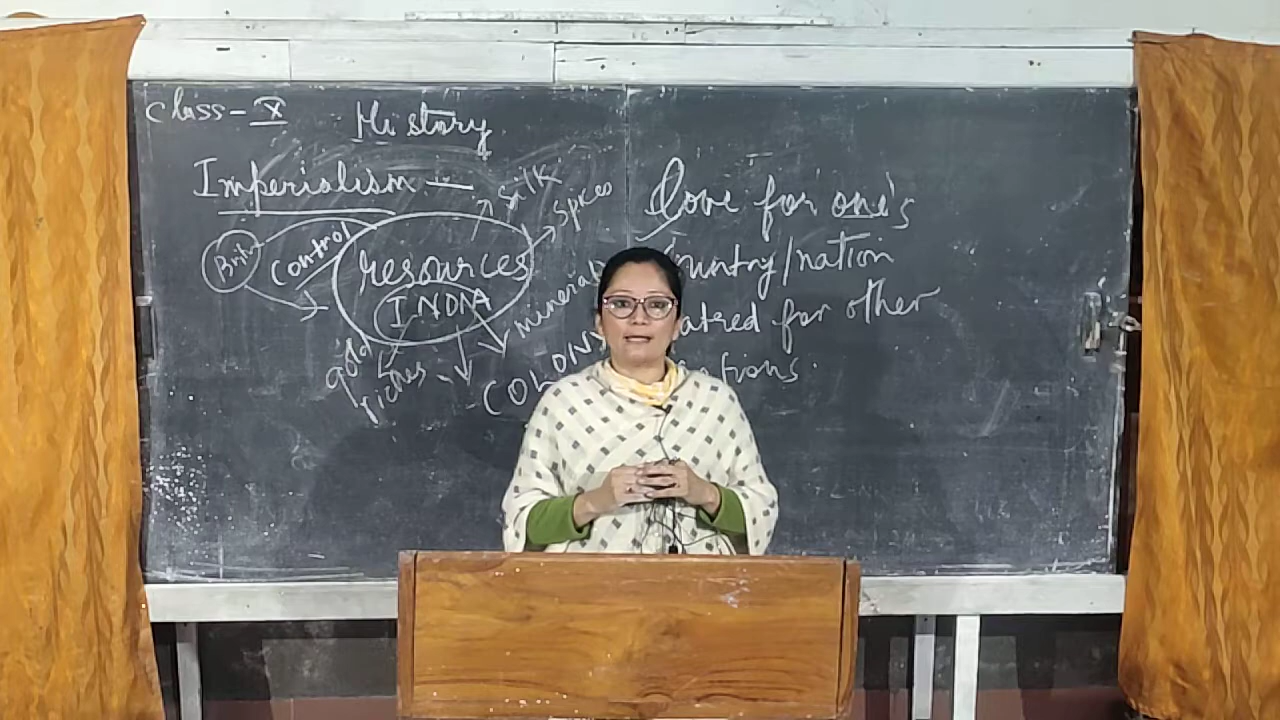 Class - X
History
Imperialism —
Silk
Spices
Control
resources
INDIA
minerals
gold
riches
COLONY
love for one's
country/nation
hatred for other
nations.